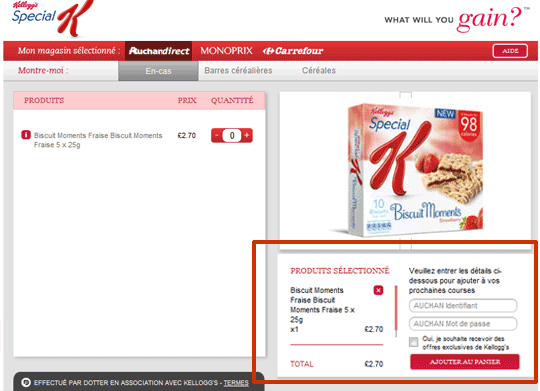 Kellogg's
Special K
WHAT WILL YOU gain?™
Mon magasin sélectionné : Auchandirect MONOPRIX Carrefour AIDE
Montre-moi : En-cas Barres céréalières Céréales
PRODUITS PRIX QUANTITÉ
i Biscuit Moments Fraise Biscuit Moments £2.70 - 0 +
Fraise 5 x 25g
Kellogg's
Special K
NEW
98
CALORIES
10
Biscuits
Biscuit Moments
Strawberry
PRODUITS SÉLECTIONNÉ
Biscuit Moments
Fraise Biscuit
Moments Fraise 5 x
25g
x1 £2.70
TOTAL £2.70
Veuillez entrer les détails ci-
dessous pour ajouter à vos
prochaines courses
AUCHAN Identifiant
AUCHAN Mot de passe
Oui, je souhaite recevoir des
offres exclusives de Kellogg's
AJOUTER AU PANIER
EFFECTUÉ PAR DOTTER EN ASSOCIATION AVEC KELLOGG'S - TERMES